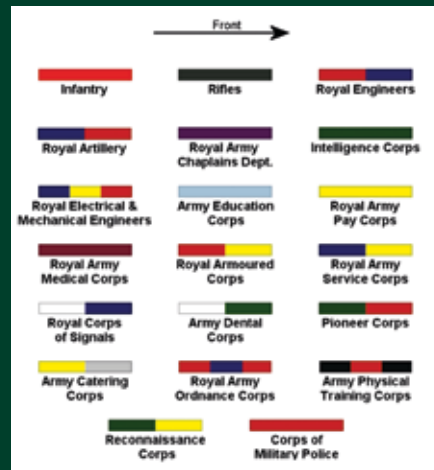 Front
Infantry
Rifles
Royal Engineers
Royal Artillery
Royal Army
Chaplains Dept.
Intelligence Corps
Royal Electrical &
Mechanical Engineers
Army Education
Corps
Royal Army
Pay Corps
Royal Army
Medical Corps
Royal Armoured
Corps
Royal Army
Service Corps
Royal Corps
of Signals
Army Dental
Corps
Pioneer Corps
Army Catering
Corps
Royal Army
Ordnance Corps
Army Physical
Training Corps
Reconnaissance
Corps
Corps of
Military Police